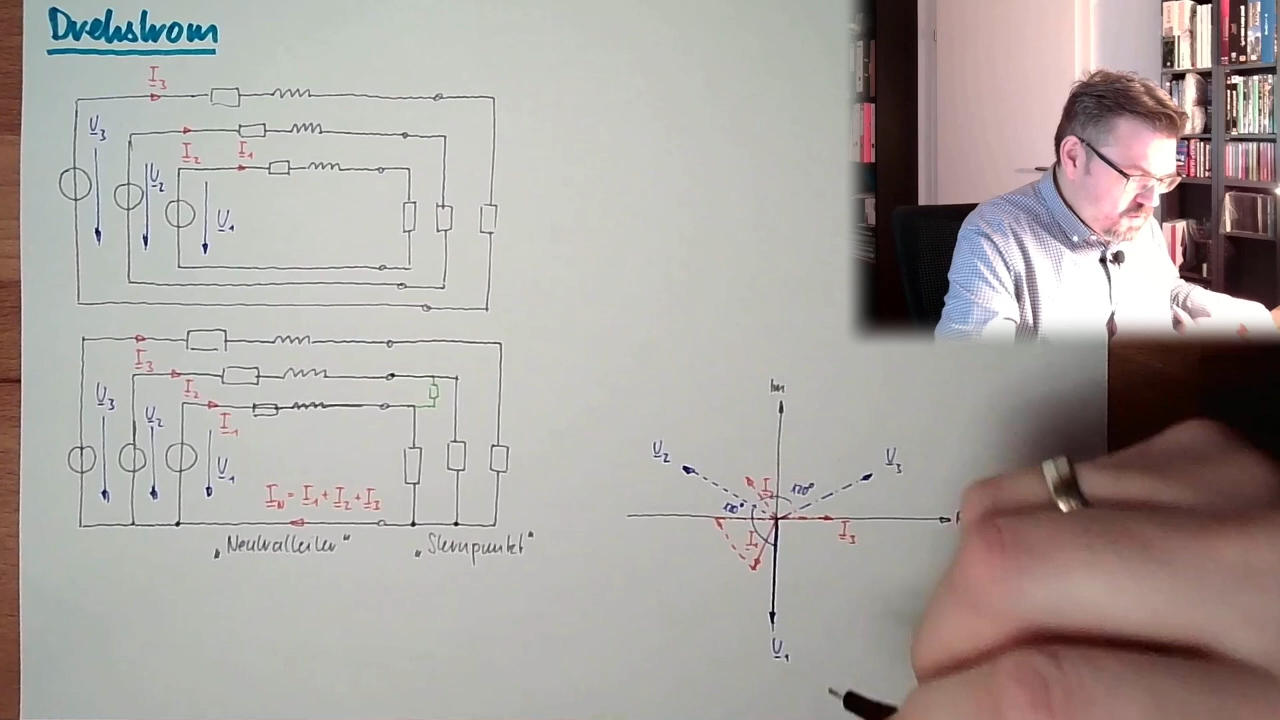 Drehstrom
I3
U3
I2
I1
U2
U1
I3
I2
I1
U3
U2
U1
IN = I1 + I2 + I3
„Neutralleiter"
„Sternpunkt"
Im
U2
U3
I2
120°
120°
I1
I3
U1